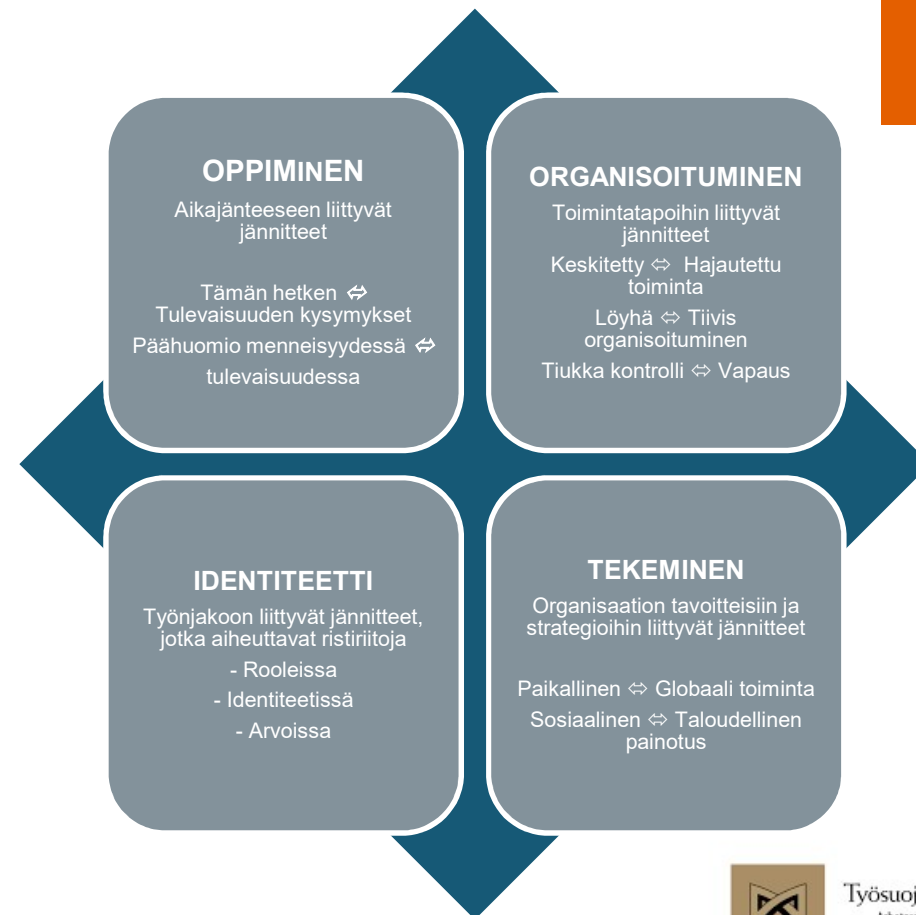 OPPIMINEN
Aikajänteeseen liittyvät
jännitteet
Tämän hetken ⇔
Tulevaisuuden kysymykset
Päähuomio menneisyydessä ⇔
tulevaisuudessa
ORGANISOITUMINEN
Toimintatapoihin liittyvät
jännitteet
Keskitetty ⇔ Hajautettu
toiminta
Löyhä ⇔ Tiivis
organisoituminen
Tiukka kontrolli ⇔ Vapaus
IDENTITEETTI
Työnjakoon liittyvät jännitteet,
jotka aiheuttavat ristiriitoja
- Rooleissa
- Identiteetissä
- Arvoissa
TEKEMINEN
Organisaation tavoitteisiin ja
strategioihin liittyvät jännitteet
Paikallinen ⇔ Globaali toiminta
Sosiaalinen ⇔ Taloudellinen
painotus
Työsuoj